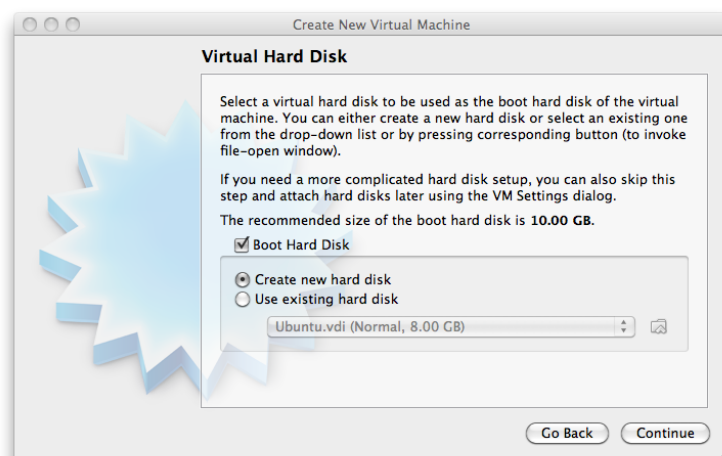 Create New Virtual Machine
Virtual Hard Disk
Select a virtual hard disk to be used as the boot hard disk of the virtual
machine. You can either create a new hard disk or select an existing one
from the drop-down list or by pressing corresponding button (to invoke
file-open window).
If you need a more complicated hard disk setup, you can also skip this
step and attach hard disks later using the VM Settings dialog.
The recommended size of the boot hard disk is 10.00 GB.
Boot Hard Disk
Create new hard disk
Use existing hard disk
Ubuntu.vdi (Normal, 8.00 GB)
Go Back Continue